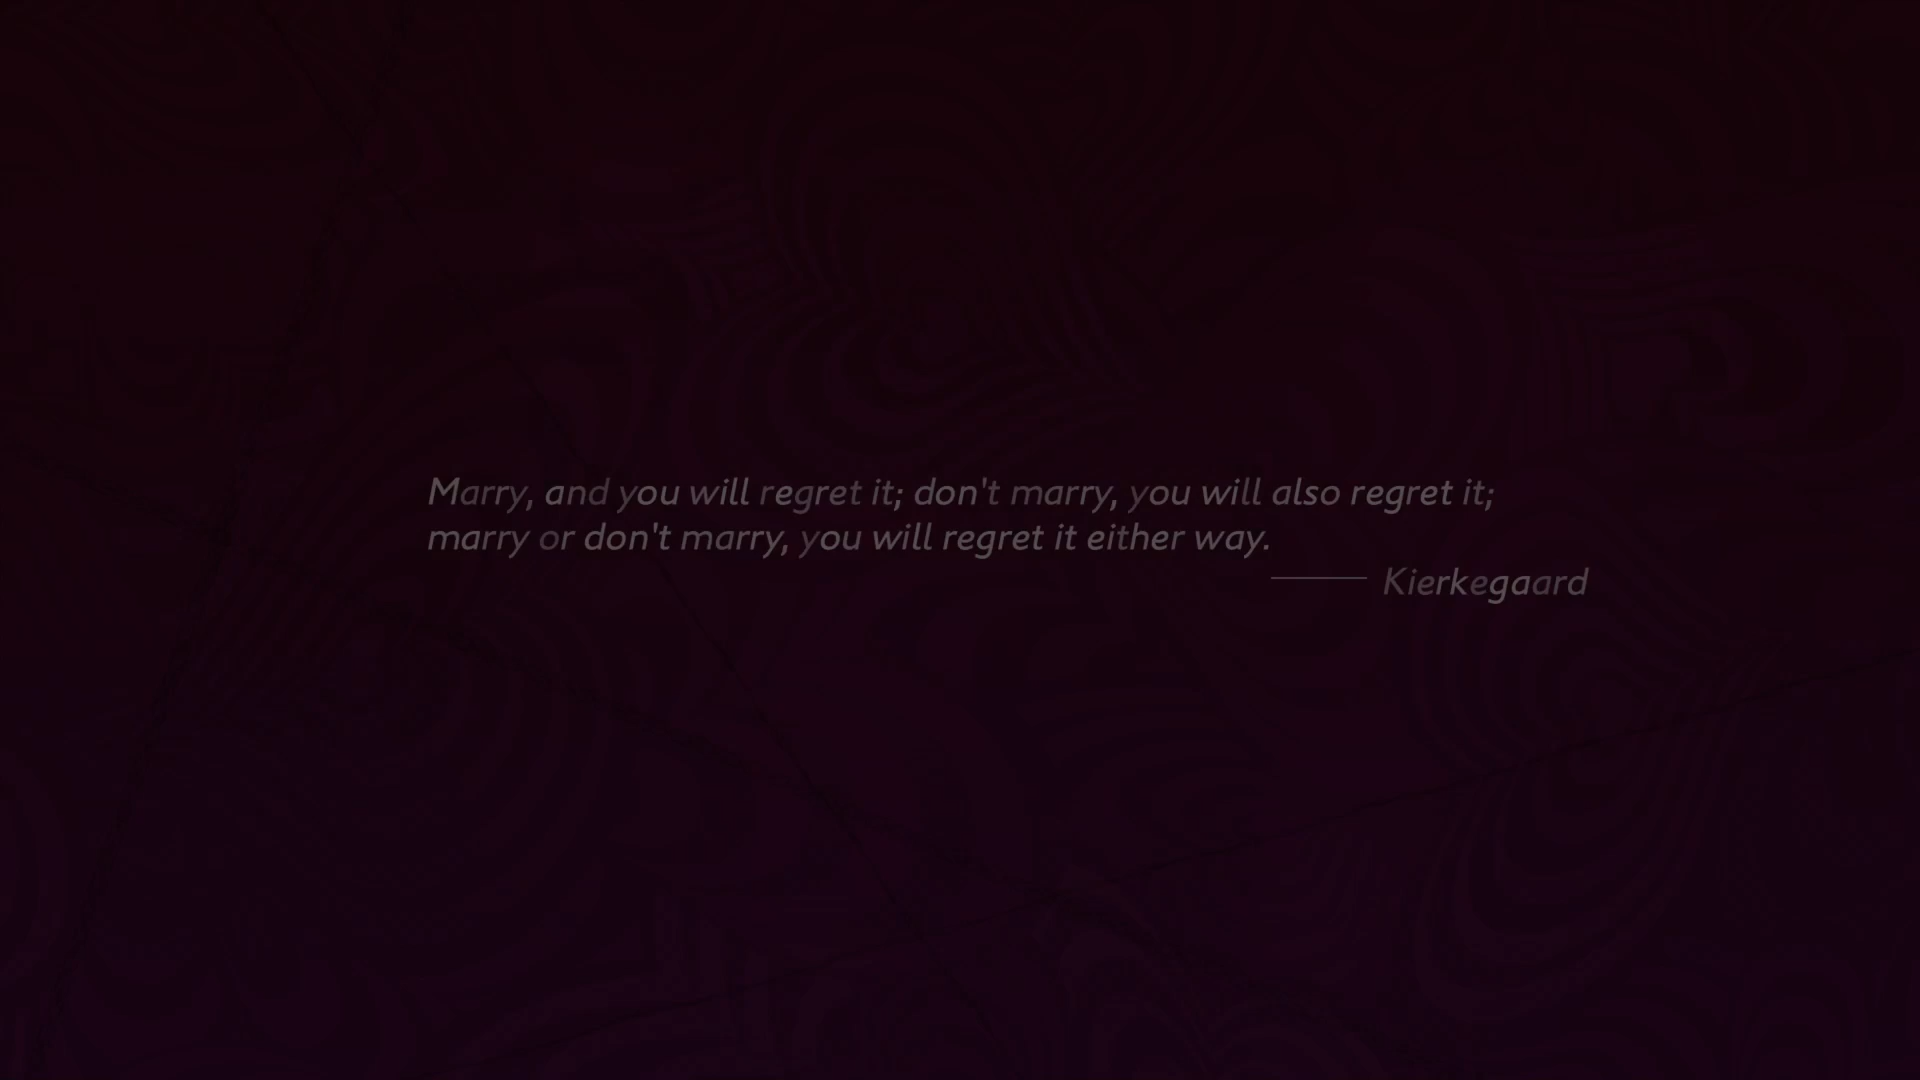 Marry, and you will regret it; don't marry, you will also regret it;
marry or don't marry, you will regret it either way.
—— Kierkegaard